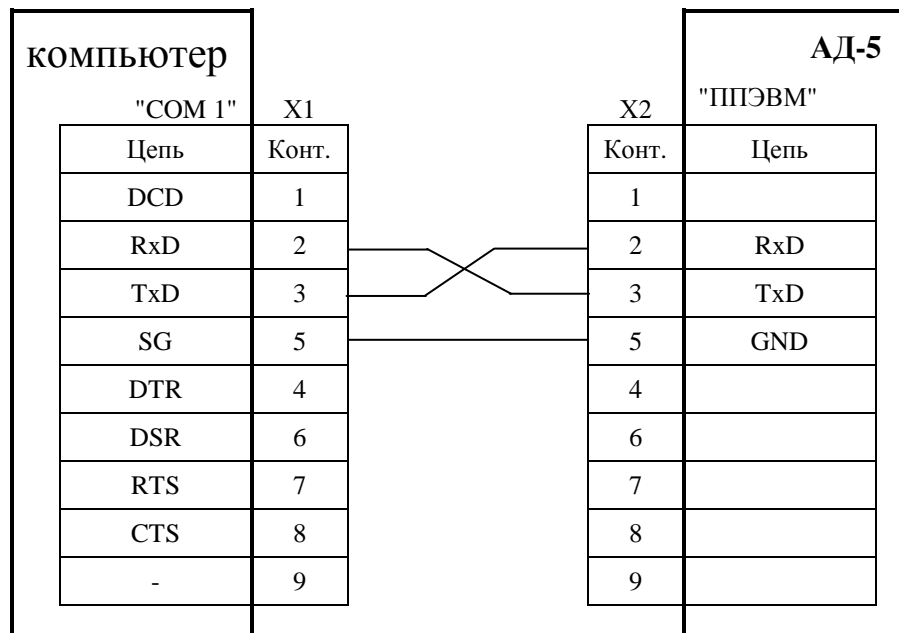 компьютер АД-5
"COM 1" X1 X2 "ППЭВМ"
Цепь Конт. Конт. Цепь
DCD 1 1
RxD 2 2 RxD
TxD 3 3 TxD
SG 5 5 GND
DTR 4 4
DSR 6 6
RTS 7 7
CTS 8 8
- 9 9